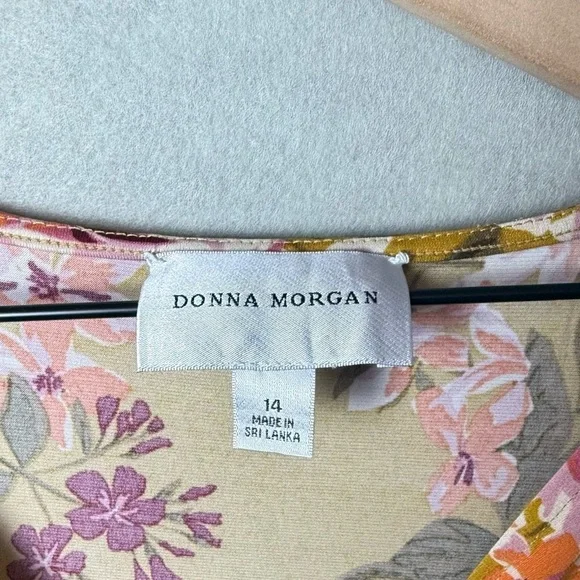 DONNA MORGAN
14
MADE IN
SRI LANKA